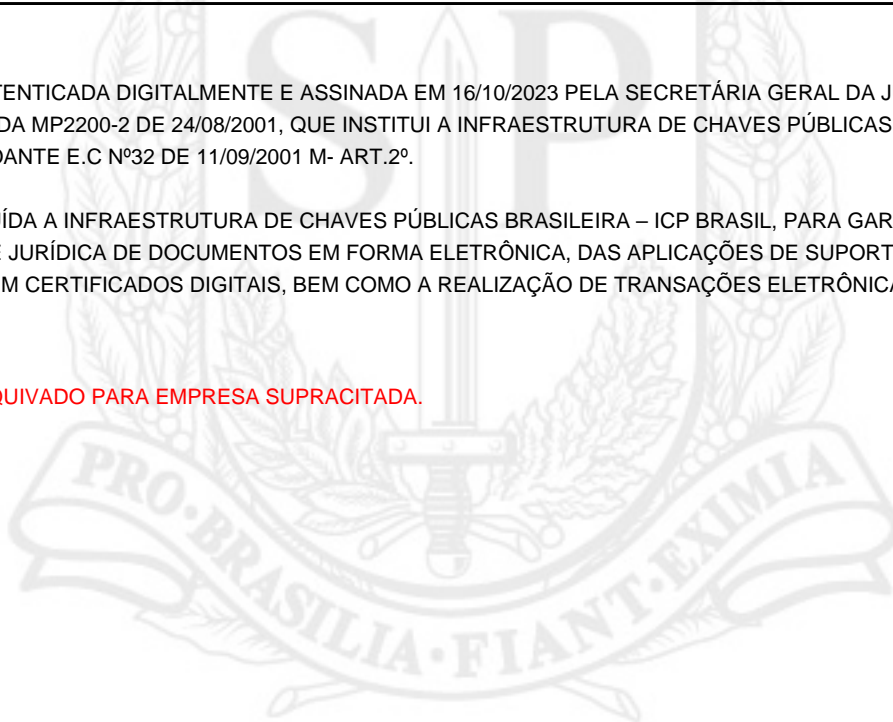 TENTICADA DIGITALMENTE E ASSINADA EM 16/10/2023 PELA SECRETÁRIA GERAL DA J
DA MP2200-2 DE 24/08/2001, QUE INSTITUI A INFRAESTRUTURA DE CHAVES PÚBLICAS
DANTE E.C Nº32 DE 11/09/2001 M- ART.2º.
ÍDA A INFRAESTRUTURA DE CHAVES PÚBLICAS BRASILEIRA – ICP BRASIL, PARA GAR
E JURÍDICA DE DOCUMENTOS EM FORMA ELETRÔNICA, DAS APLICAÇÕES DE SUPORT
M CERTIFICADOS DIGITAIS, BEM COMO A REALIZAÇÃO DE TRANSAÇÕES ELETRÔNICA
QUIVADO PARA EMPRESA SUPRACITADA.
SP
PRO·BRASILIA·FIANT·EXIMIA